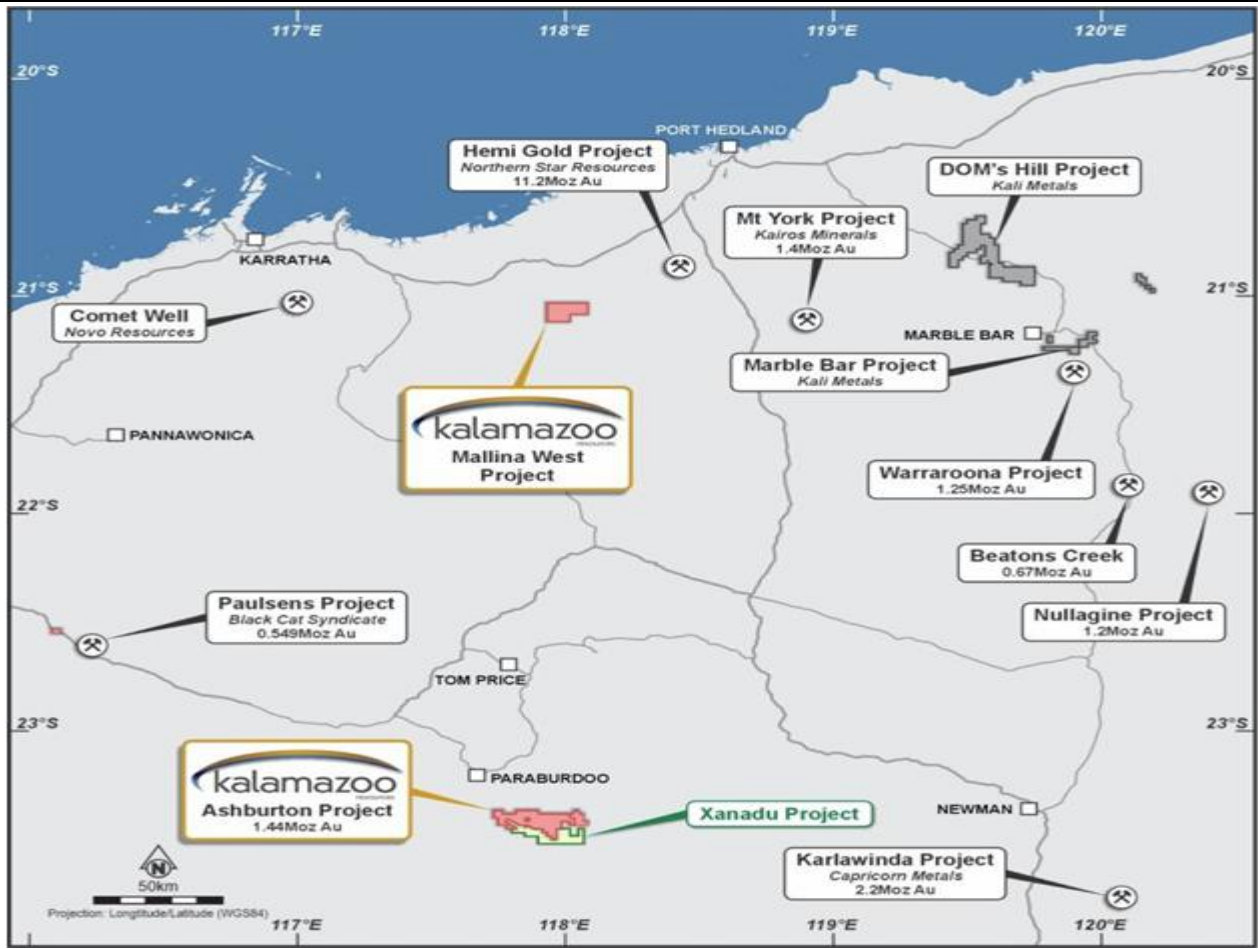 117°E
118°E
119°E
120°E
20°S
20°S
PORT HEDLAND
Hemi Gold Project
Northern Star Resources
11.2Moz Au
DOM's Hill Project
Kali Metals
Mt York Project
Kairos Minerals
1.4Moz Au
KARRATHA
21°S
21°S
Comet Well
Novo Resources
MARBLE BAR
Marble Bar Project
Kali Metals
kalamazoo
resources
Mallina West
Project
PANNAWONICA
Warraroona Project
1.25Moz Au
22°S
22°S
Beatons Creek
0.67Moz Au
Paulsens Project
Black Cat Syndicate
0.549Moz Au
Nullagine Project
1.2Moz Au
TOM PRICE
23°S
23°S
kalamazoo
resources
Ashburton Project
1.44Moz Au
PARABURDOO
Xanadu Project
NEWMAN
Karlawinda Project
Capricorn Metals
2.2Moz Au
N
50km
Projection: Longtitude/Latitude (WGS84)
117°E
118°E
119°E
120°E